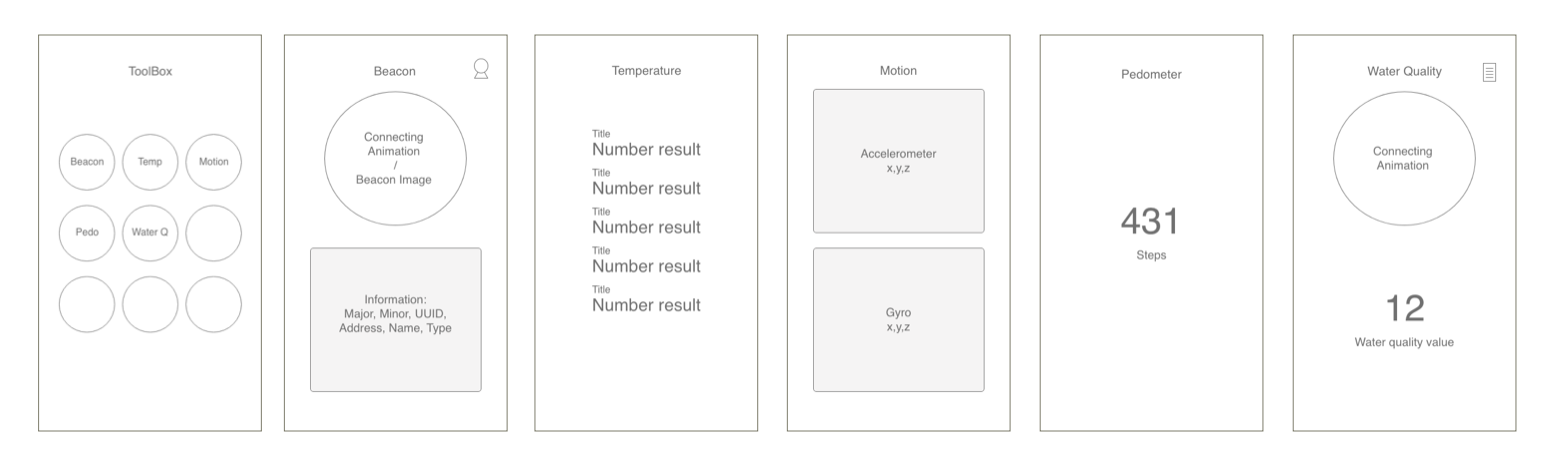 ToolBox
Beacon
Temp
Motion
Pedo
Water Q
Beacon
Connecting
Animation
/
Beacon Image
Information:
Major, Minor, UUID,
Address, Name, Type
Temperature
Title
Number result
Title
Number result
Title
Number result
Title
Number result
Title
Number result
Motion
Accelerometer
x,y,z
Gyro
x,y,z
Pedometer
431
Steps
Water Quality
Connecting
Animation
12
Water quality value